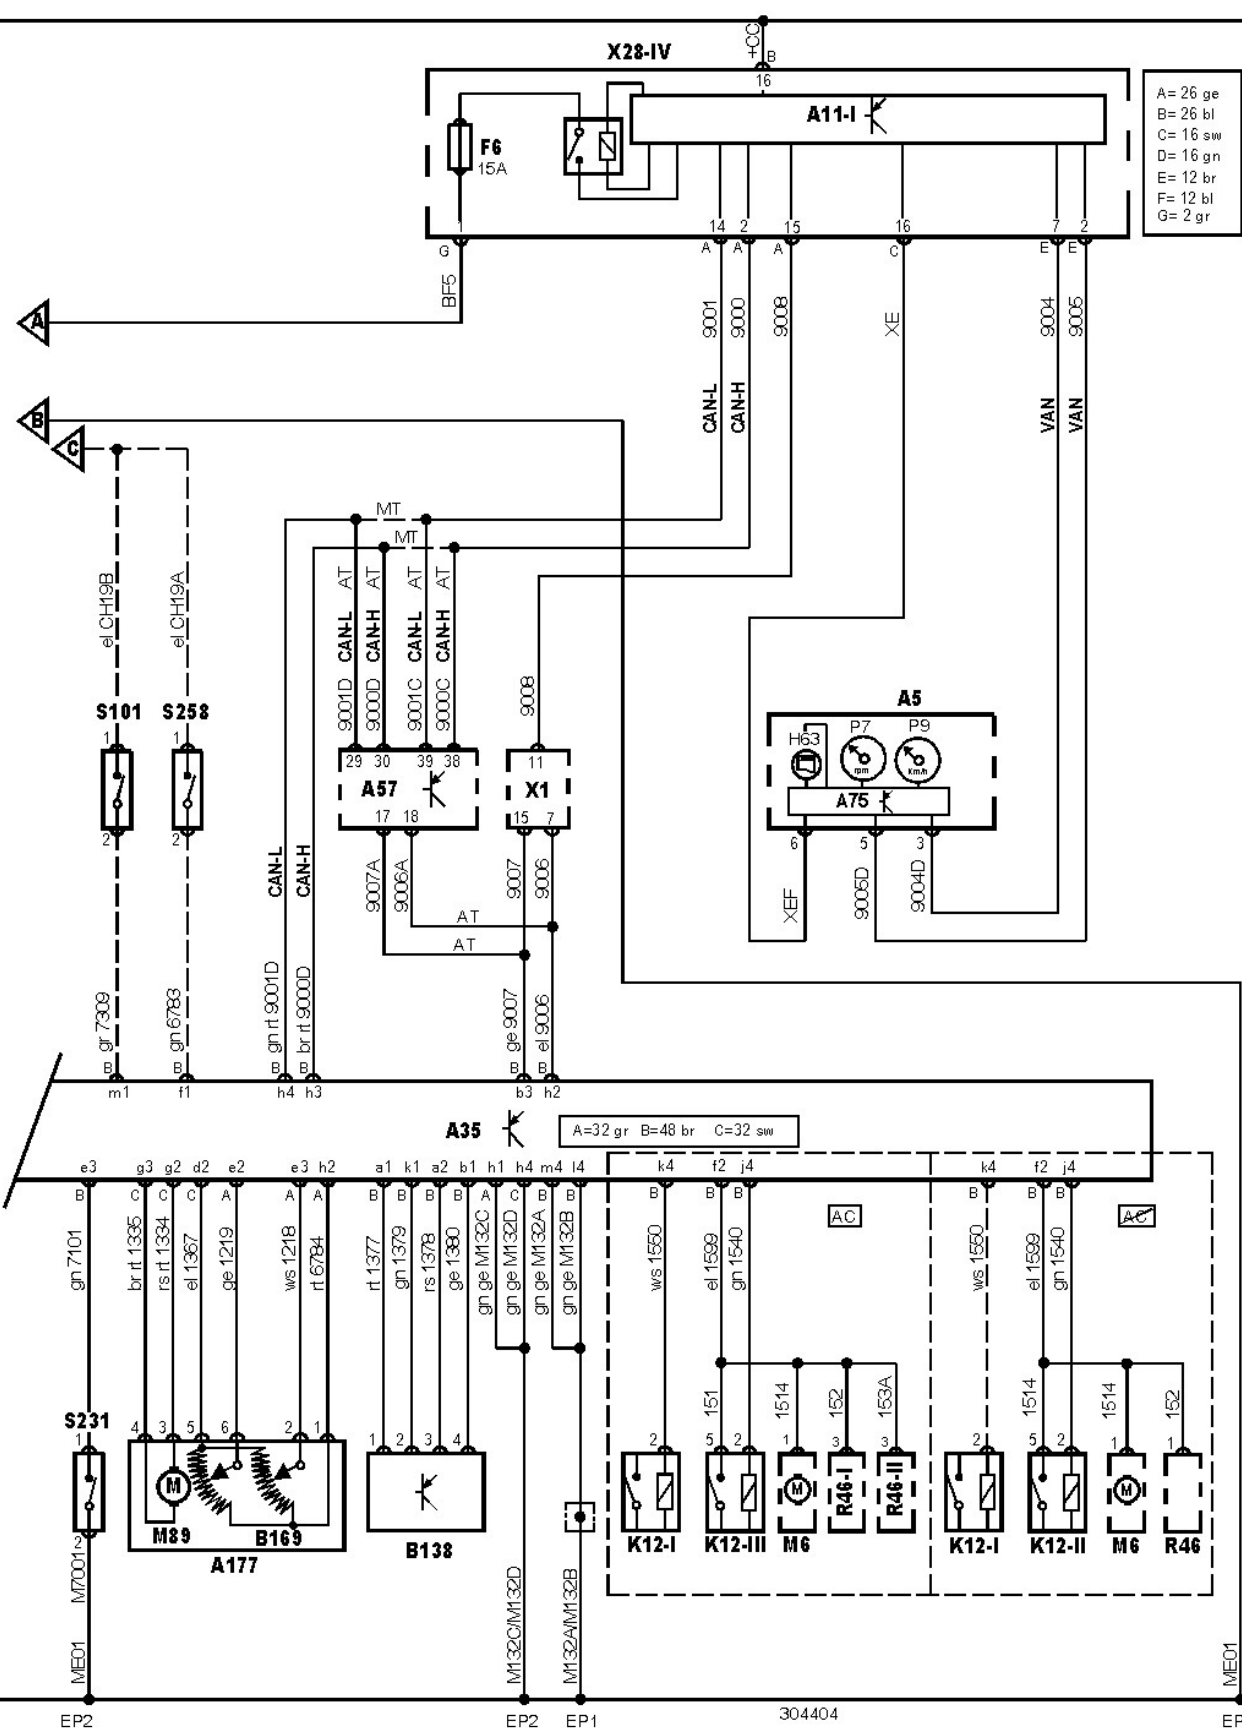 +CC
X28-IV
B
16
A11-I
F6
15A
A= 26 ge
B= 26 bl
C= 16 sw
D= 16 gn
E= 12 br
F= 12 bl
G= 2 gr
1 14 2 15 16 7 2
G A A A C E E
BF5
9001
9000
9008
XE
9004
9005
A
B
C
CAN-L
CAN-H
VAN
VAN
MT
MT
el CH19B
el CH19A
AT
AT
AT
AT
CAN-L
CAN-H
CAN-L
CAN-H
9001D
9000D
9001C
9000C
9008
S101 S258
1 1
2 2
29 30 39 38
A57
17 18
11
X1
15 7
A5
H63
P7
rpm
P9
Km/h
A75
6 5 3
CAN-L
CAN-H
9007A
9006A
9007
9006
XEF
9005D
9004D
AT
AT
gr 7309
gn 6783
gn rt 9001D
br rt 9000D
ge 9007
el 9006
B B B B B B
m1 f1 h4 h3 b3 h2
A35
A=32 gr B=48 br C=32 sw
e3 g3 g2 d2 e2 e3 h2 a1 k1 a2 b1 h1 h4 m4 l4 k4 f2 j4 k4 f2 j4
B C C C A A A B B B B A C B B B B B B B B
AC
AC
gn 7101
br rt 1335
rs rt 1334
el 1367
ge 1219
ws 1218
rt 6784
rt 1377
gn 1379
rs 1378
ge 1380
gn ge M132C
gn ge M132D
gn ge M132A
gn ge M132B
ws 1550
el 1599
gn 1540
ws 1550
el 1599
gn 1540
151
1514
152
153A
1514
1514
152
S231
1
2
4 3 5 6 2 1
M
M89
B169
A177
1 2 3 4
B138
2 5 2 1 3 3
M
R46-I
R46-II
K12-I K12-III M6
2 5 2 1 1
M
K12-I K12-II M6 R46
M7001
ME01
M132C/M132D
M132A/M132B
ME01
EP2
EP2
EP1
304404
EP